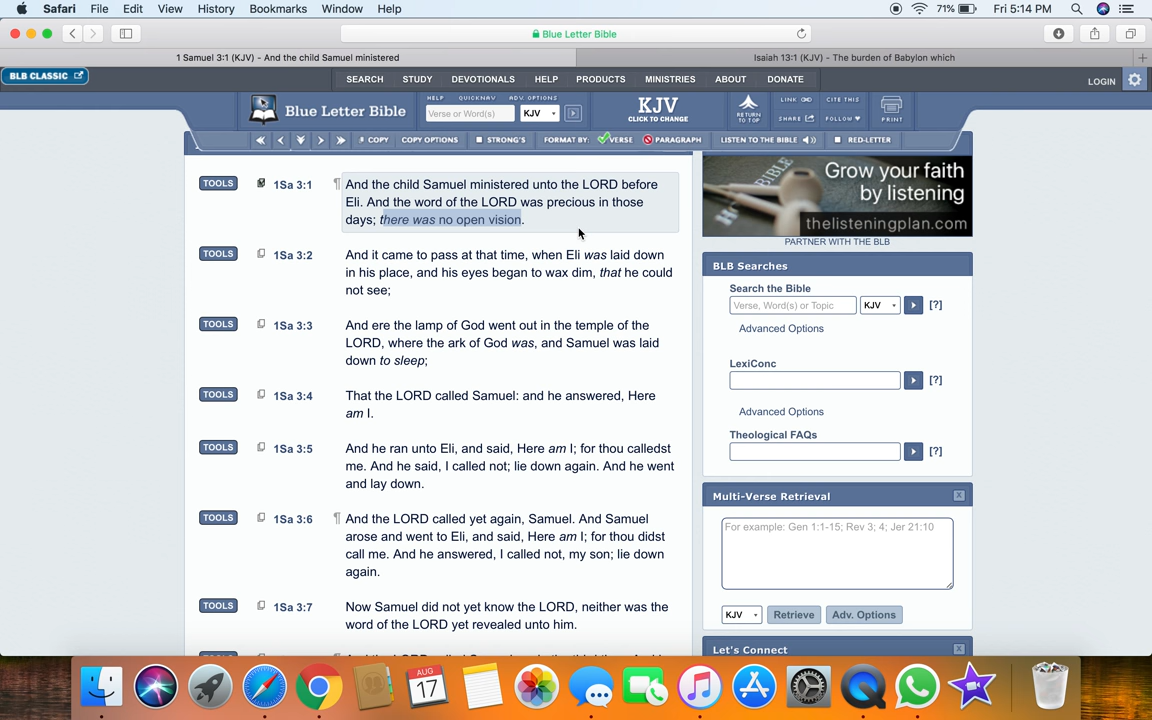 Safari File Edit View History Bookmarks Window Help 71% Fri 5:14 PM
Blue Letter Bible
1 Samuel 3:1 (KJV) - And the child Samuel ministered
Isaiah 13:1 (KJV) - The burden of Babylon which
BLB CLASSIC
SEARCH STUDY DEVOTIONALS HELP PRODUCTS MINISTRIES ABOUT DONATE LOGIN
Blue Letter Bible
HELP QUICKNAV ADV. OPTIONS
Verse or Word(s) KJV
KJV
CLICK TO CHANGE
RETURN
TO TOP
LINK CITE THIS
SHARE FOLLOW
PRINT
COPY COPY OPTIONS STRONG'S FORMAT BY: VERSE PARAGRAPH LISTEN TO THE BIBLE RED-LETTER
TOOLS 1Sa 3:1 ¶ And the child Samuel ministered unto the LORD before
Eli. And the word of the LORD was precious in those
days; there was no open vision.
TOOLS 1Sa 3:2 And it came to pass at that time, when Eli was laid down
in his place, and his eyes began to wax dim, that he could
not see;
TOOLS 1Sa 3:3 And ere the lamp of God went out in the temple of the
LORD, where the ark of God was, and Samuel was laid
down to sleep;
TOOLS 1Sa 3:4 That the LORD called Samuel: and he answered, Here
am I.
TOOLS 1Sa 3:5 And he ran unto Eli, and said, Here am I; for thou calledst
me. And he said, I called not; lie down again. And he went
and lay down.
TOOLS 1Sa 3:6 ¶ And the LORD called yet again, Samuel. And Samuel
arose and went to Eli, and said, Here am I; for thou didst
call me. And he answered, I called not, my son; lie down
again.
TOOLS 1Sa 3:7 Now Samuel did not yet know the LORD, neither was the
word of the LORD yet revealed unto him.
BIBLE
Grow your faith
by listening
thelisteningplan.com
PARTNER WITH THE BLB
BLB Searches
Search the Bible
Verse, Word(s) or Topic KJV [?]
Advanced Options
LexiConc
[?]
Advanced Options
Theological FAQs
[?]
Multi-Verse Retrieval X
For example: Gen 1:1-15; Rev 3; 4; Jer 21:10
KJV Retrieve Adv. Options
Let's Connect X
AUG
17